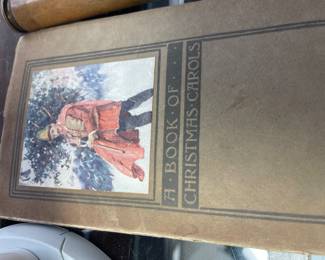 A · BOOK · OF · · · ·
CHRISTMAS · CAROLS